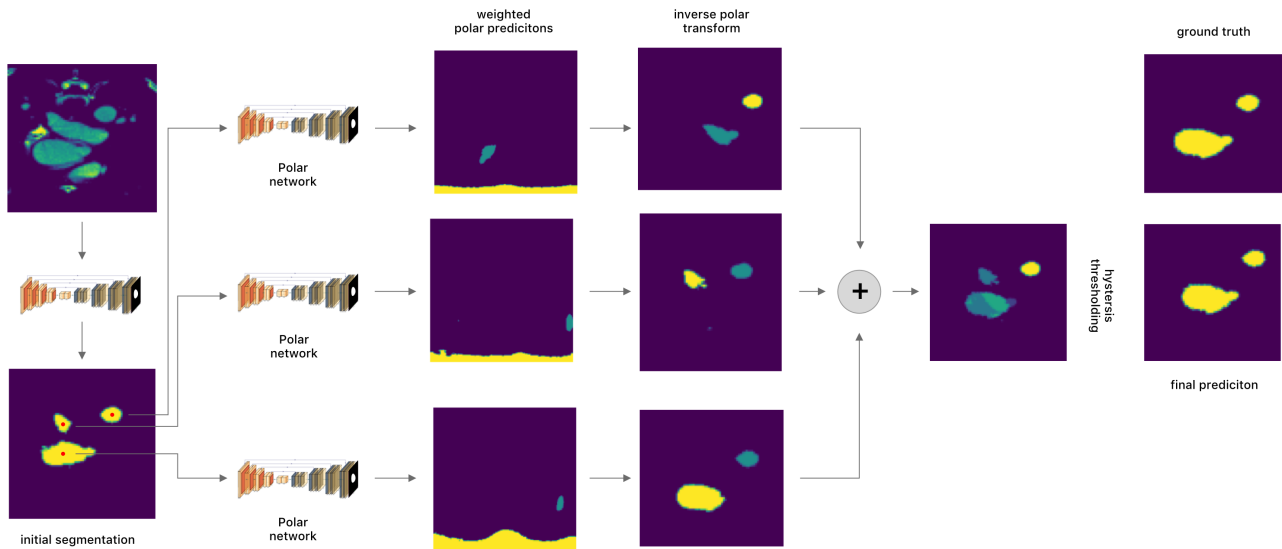 weighted
polar predicitons
inverse polar
transform
ground truth
Polar
network
Polar
network
+
hystersis
thresholding
final prediciton
Polar
network
initial segmentation